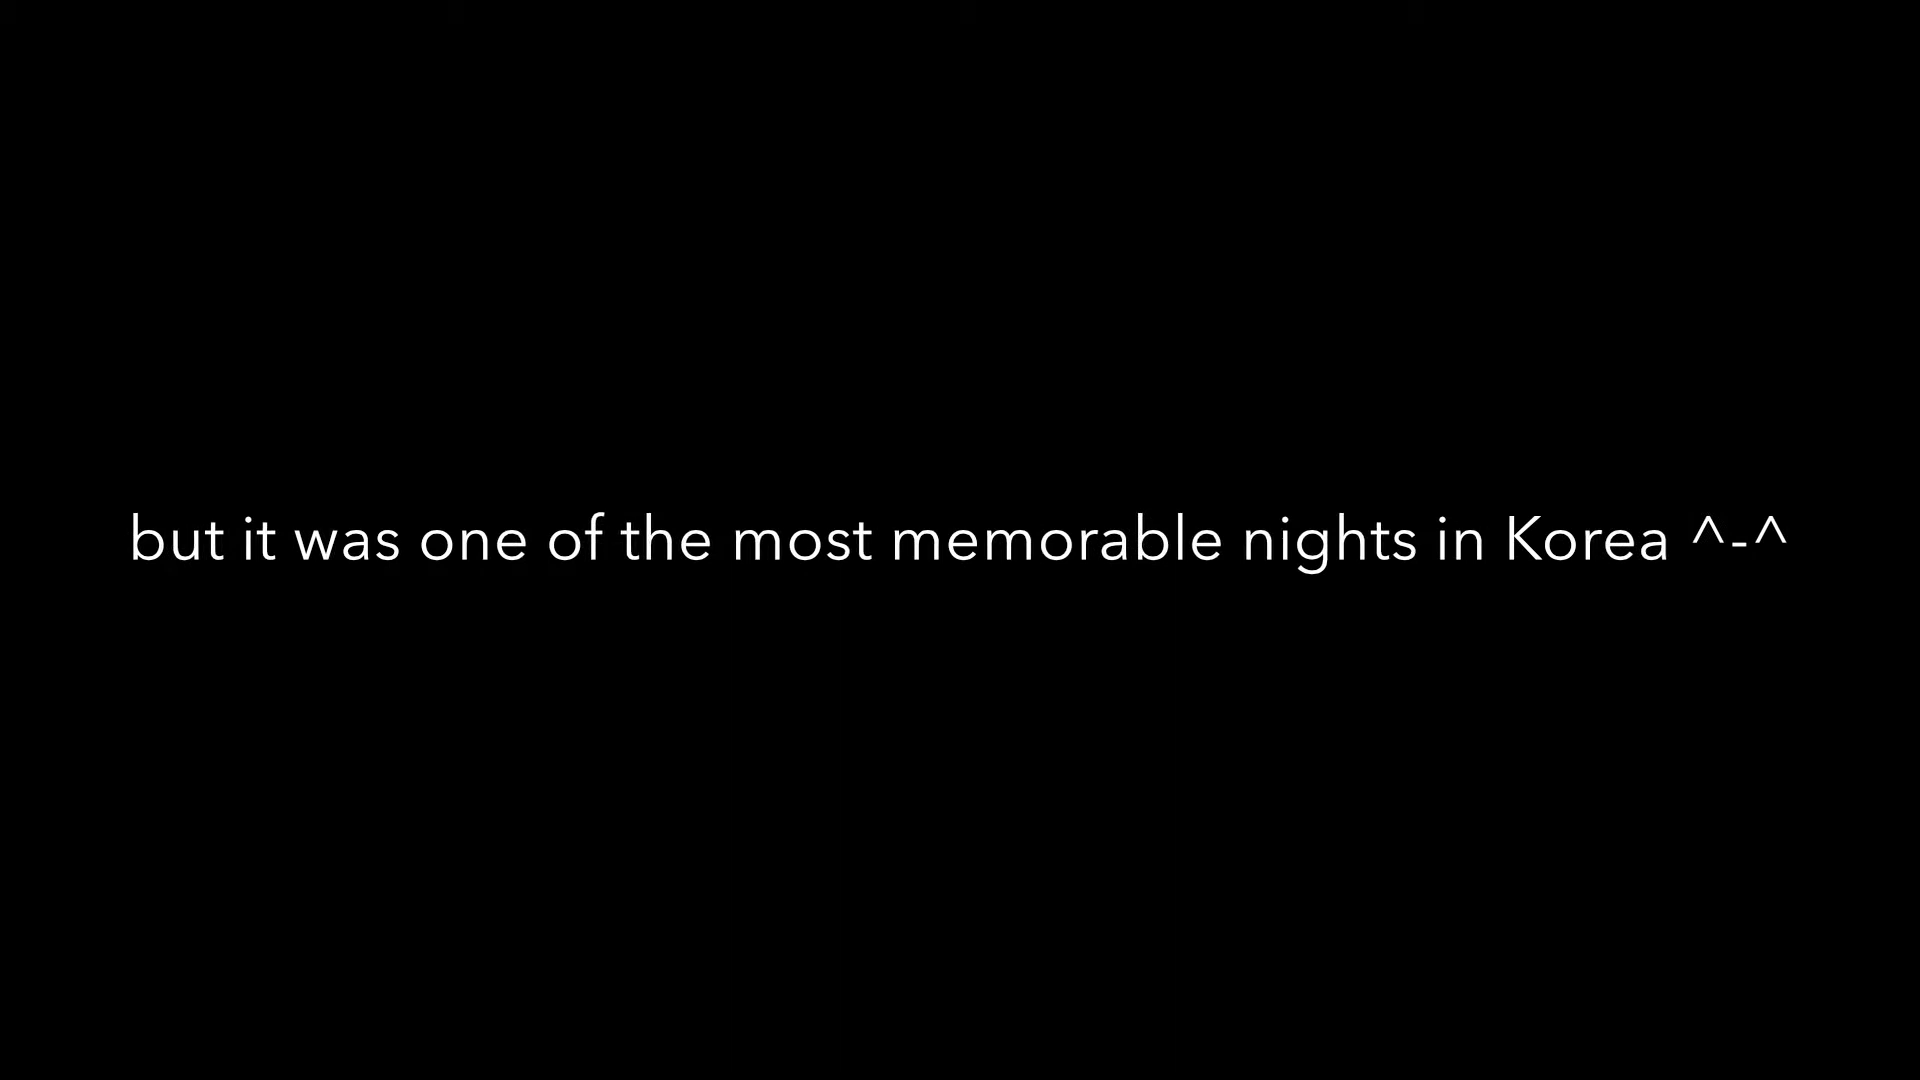 but it was one of the most memorable nights in Korea ^-^